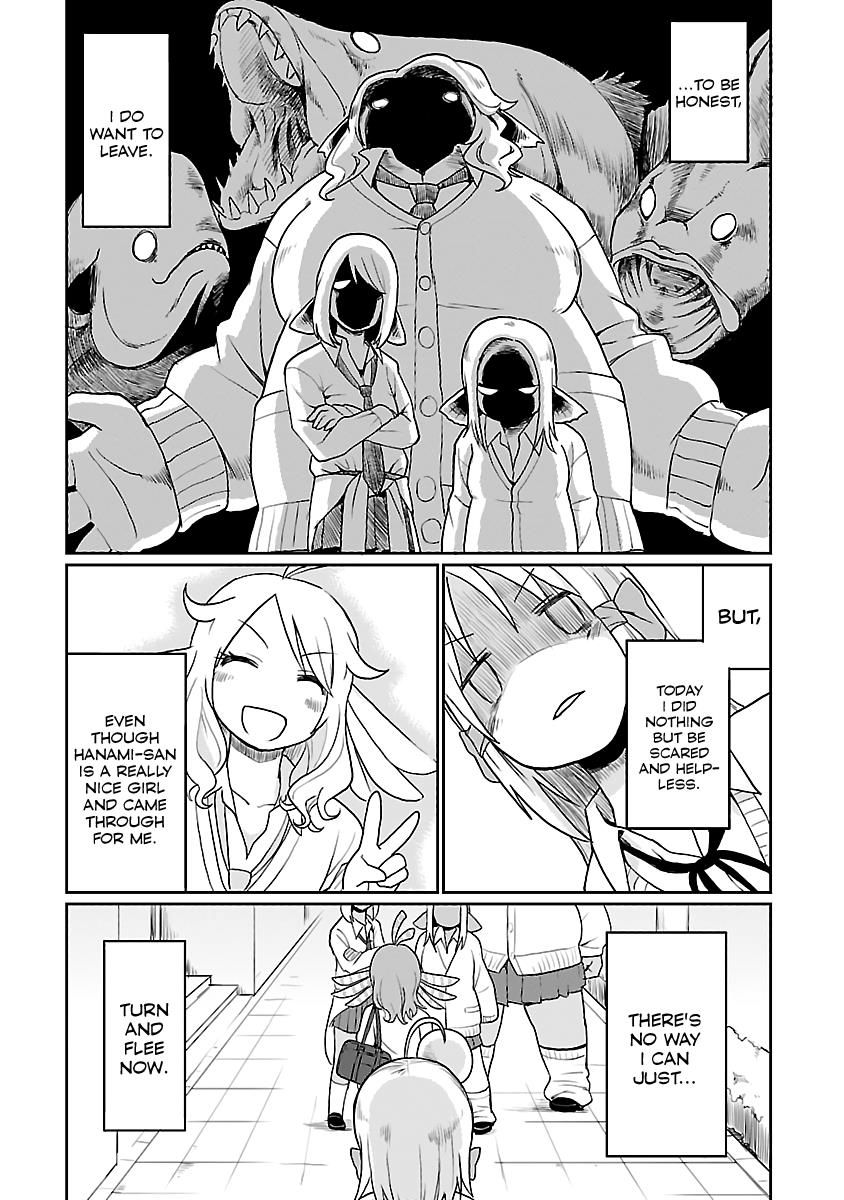 ...TO BE
HONEST,
I DO
WANT TO
LEAVE.
BUT,
TODAY
I DID
NOTHING
BUT BE
SCARED
AND HELP-
LESS.
EVEN
THOUGH
HANAMI-SAN
IS A REALLY
NICE GIRL
AND CAME
THROUGH
FOR ME.
THERE'S
NO WAY
I CAN
JUST...
TURN
AND
FLEE
NOW.